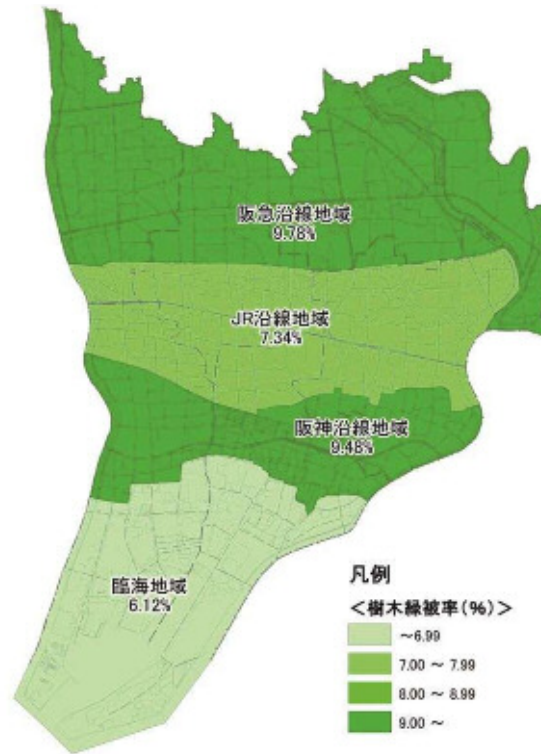 阪急沿線地域
9.78%
JR沿線地域
7.34%
阪神沿線地域
9.48%
臨海地域
6.12%
凡例
<樹木緑被率(%)>
～6.99
7.00 ～ 7.99
8.00 ～ 8.99
9.00 ～